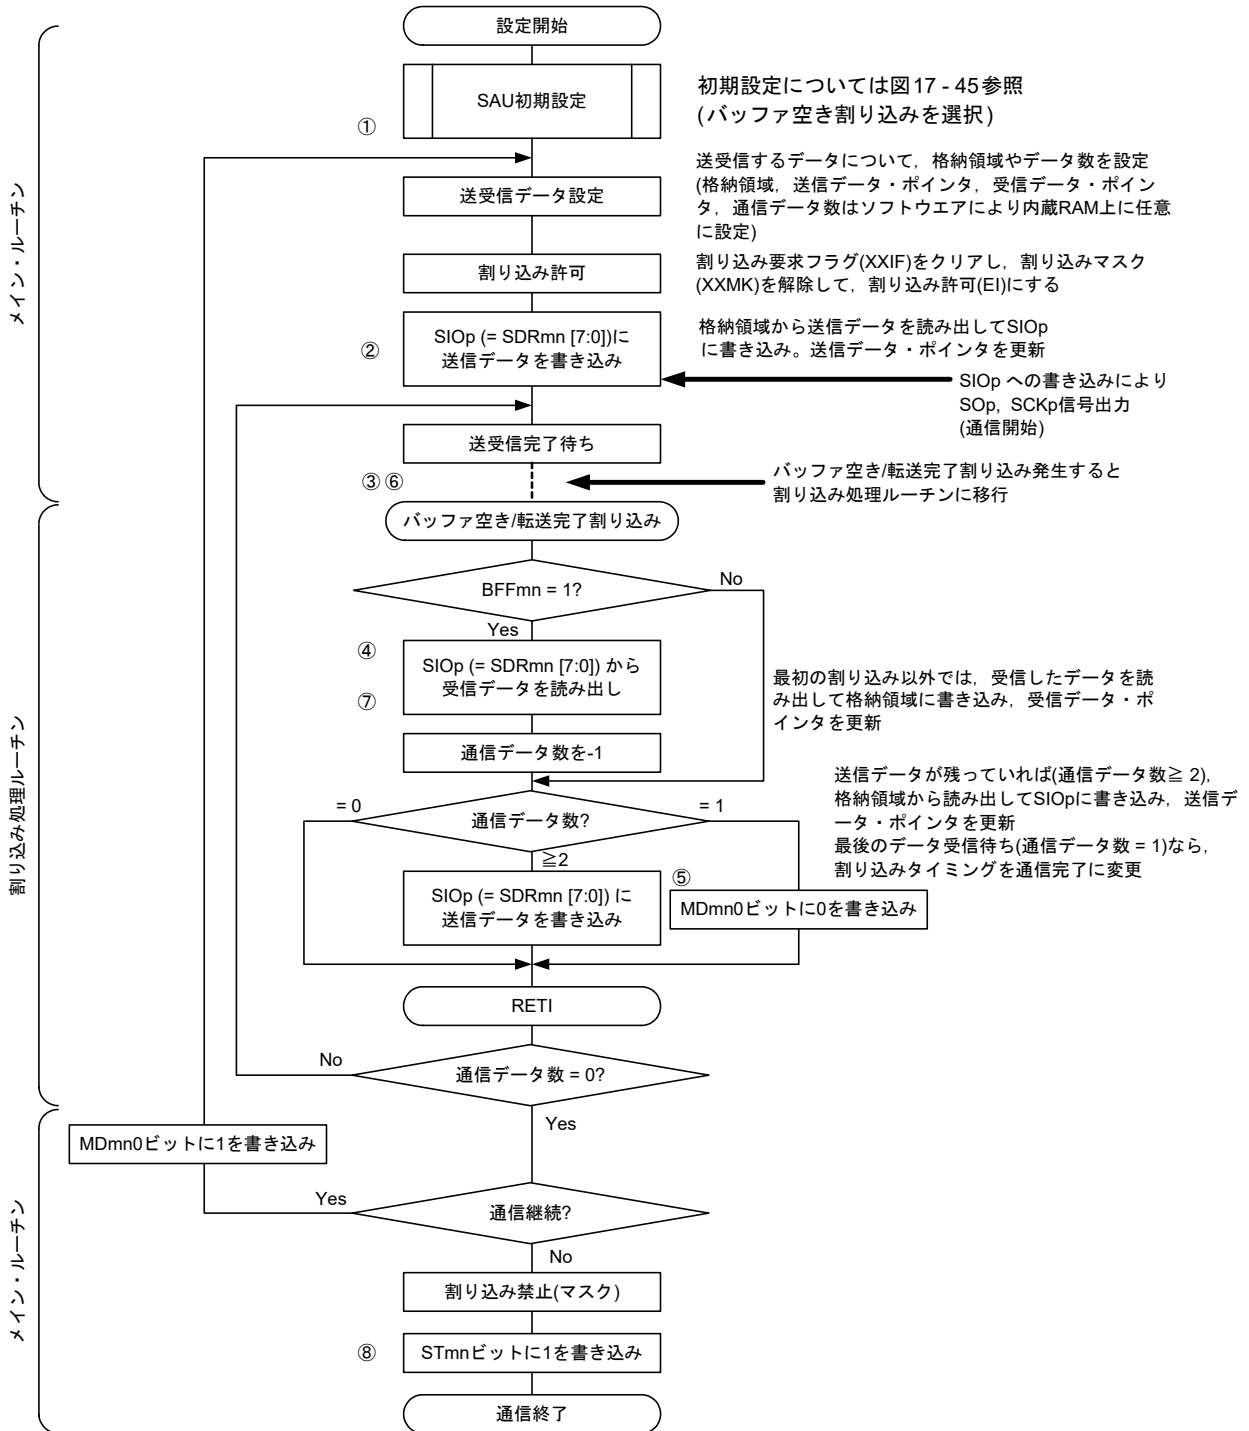 設定開始
SAU初期設定
初期設定については図17 - 45参照
(バッファ空き割り込みを選択)
①
送受信するデータについて，格納領域やデータ数を設定
(格納領域，送信データ・ポインタ，受信データ・ポイン
タ，通信データ数はソフトウエアにより内蔵RAM上に任意
に設定)
送受信データ設定
メイン・ルーチン
割り込み許可
割り込み要求フラグ(XXIF)をクリアし，割り込みマスク
(XXMK)を解除して，割り込み許可(EI)にする
②
SIOp (= SDRmn [7:0])に
送信データを書き込み
格納領域から送信データを読み出してSIOp
に書き込み。送信データ・ポインタを更新
SIOp への書き込みにより
SOp，SCKp信号出力
(通信開始)
送受信完了待ち
③⑥
バッファ空き/転送完了割り込み発生すると
割り込み処理ルーチンに移行
バッファ空き/転送完了割り込み
BFFmn = 1?
No
Yes
④
SIOp (= SDRmn [7:0]) から
受信データを読み出し
⑦
最初の割り込み以外では，受信したデータを読
み出して格納領域に書き込み，受信データ・ポ
インタを更新
通信データ数を-1
割り込み処理ルーチン
送信データが残っていれば(通信データ数≧ 2)，
格納領域から読み出してSIOpに書き込み，送信デ
ータ・ポインタを更新
最後のデータ受信待ち(通信データ数 = 1)なら，
割り込みタイミングを通信完了に変更
= 0
通信データ数?
= 1
≧2
SIOp (= SDRmn [7:0]) に
送信データを書き込み
⑤
MDmn0ビットに0を書き込み
RETI
No
通信データ数 = 0?
Yes
MDmn0ビットに1を書き込み
メイン・ルーチン
Yes
通信継続?
No
割り込み禁止(マスク)
⑧
STmnビットに1を書き込み
通信終了